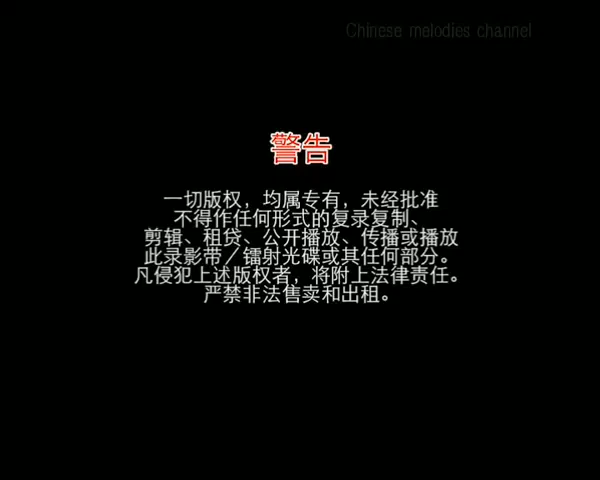 Chinese melodies channel
警告
一切版权，均属专有，未经批准
不得作任何形式的复录复制、
剪辑、租贷、公开播放、传播或播放
此录影带／镭射光碟或其任何部分。
凡侵犯上述版权者，将附上法律责任。
严禁非法售卖和出租。